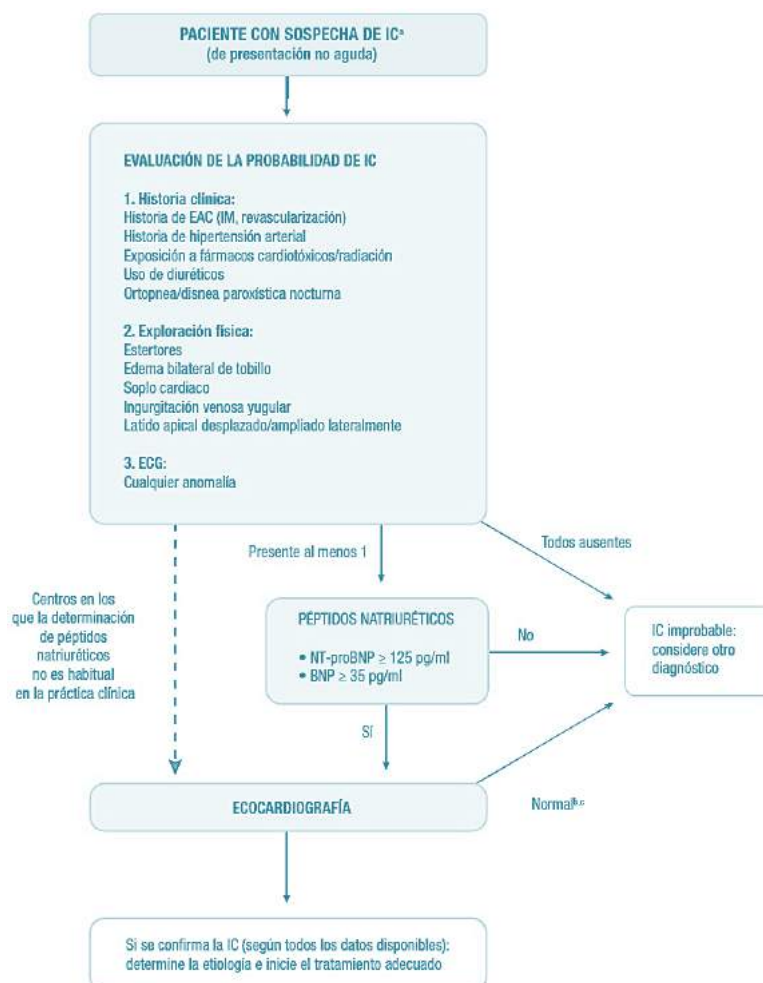 PACIENTE CON SOSPECHA DE ICª
(de presentación no aguda)
EVALUACIÓN DE LA PROBABILIDAD DE IC
1. Historia clínica:
Historia de EAC (IM, revascularización)
Historia de hipertensión arterial
Exposición a fármacos cardiotóxicos/radiación
Uso de diuréticos
Ortopnea/disnea paroxística nocturna
2. Exploración física:
Estertores
Edema bilateral de tobillo
Soplo cardiaco
Ingurgitación venosa yugular
Latido apical desplazado/ampliado lateralmente
3. ECG:
Cualquier anomalía
Presente al menos 1
Todos ausentes
Centros en los
que la determinación
de péptidos
natriuréticos
no es habitual
en la práctica clínica
PÉPTIDOS NATRIURÉTICOS
• NT-proBNP ≥ 125 pg/ml
• BNP ≥ 35 pg/ml
No
IC improbable:
considere otro
diagnóstico
Sí
ECOCARDIOGRAFÍA
Normalᵇ·ᶜ
Si se confirma la IC (según todos los datos disponibles):
determine la etiología e inicie el tratamiento adecuado